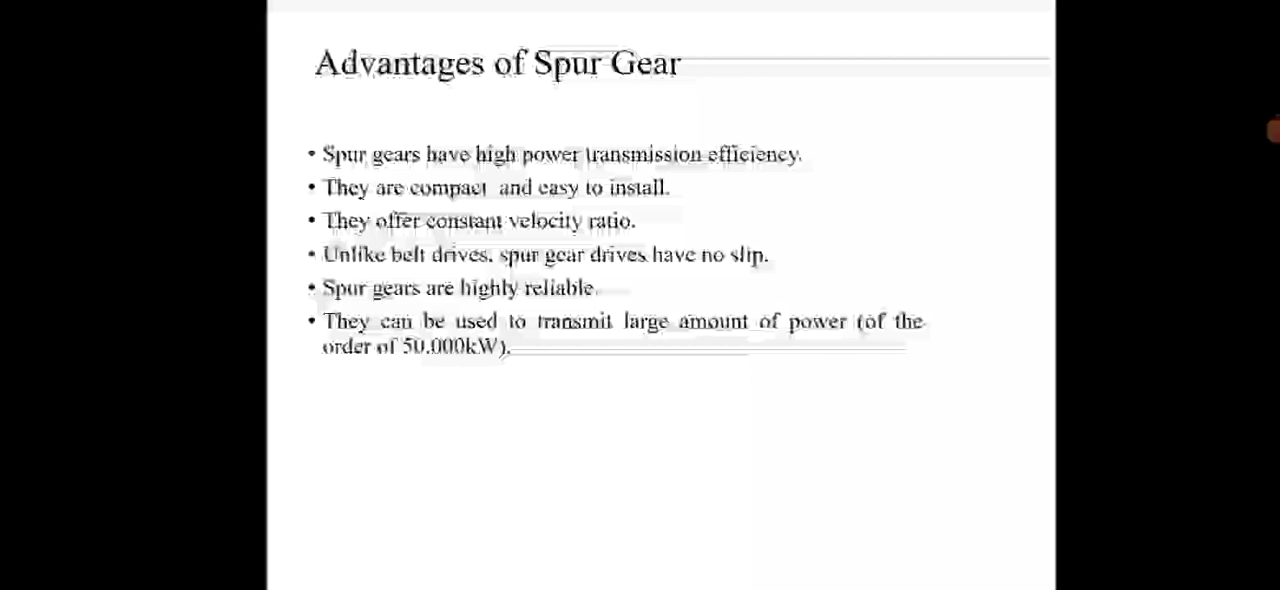 Advantages of Spur Gear
• Spur gears have high power transmission efficiency.
• They are compact and easy to install.
• They offer constant velocity ratio.
• Unlike belt drives, spur gear drives have no slip.
• Spur gears are highly reliable.
• They can be used to transmit large amount of power (of the
order of 50,000kW).